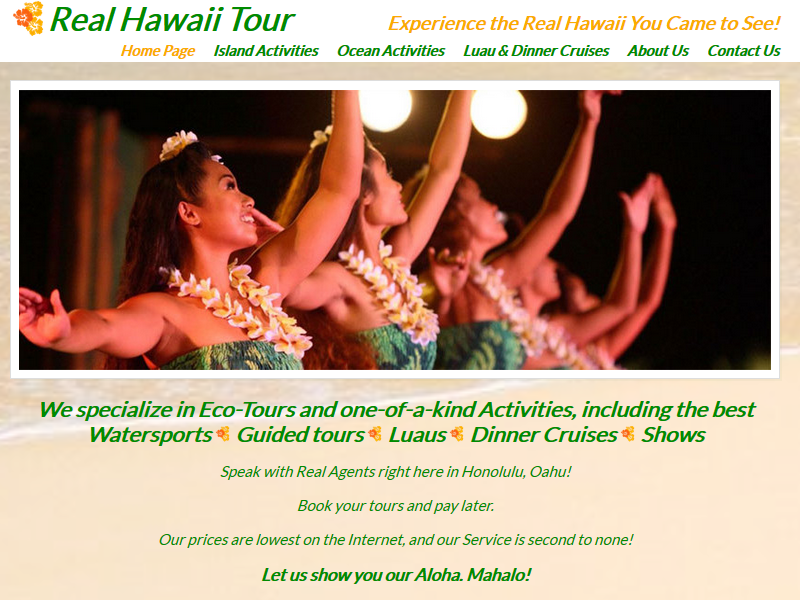 Real Hawaii Tour
Experience the Real Hawaii You Came to See!
Home Page Island Activities Ocean Activities Luau & Dinner Cruises About Us Contact Us
We specialize in Eco-Tours and one-of-a-kind Activities, including the best
Watersports Guided tours Luaus Dinner Cruises Shows
Speak with Real Agents right here in Honolulu, Oahu!
Book your tours and pay later.
Our prices are lowest on the Internet, and our Service is second to none!
Let us show you our Aloha. Mahalo!